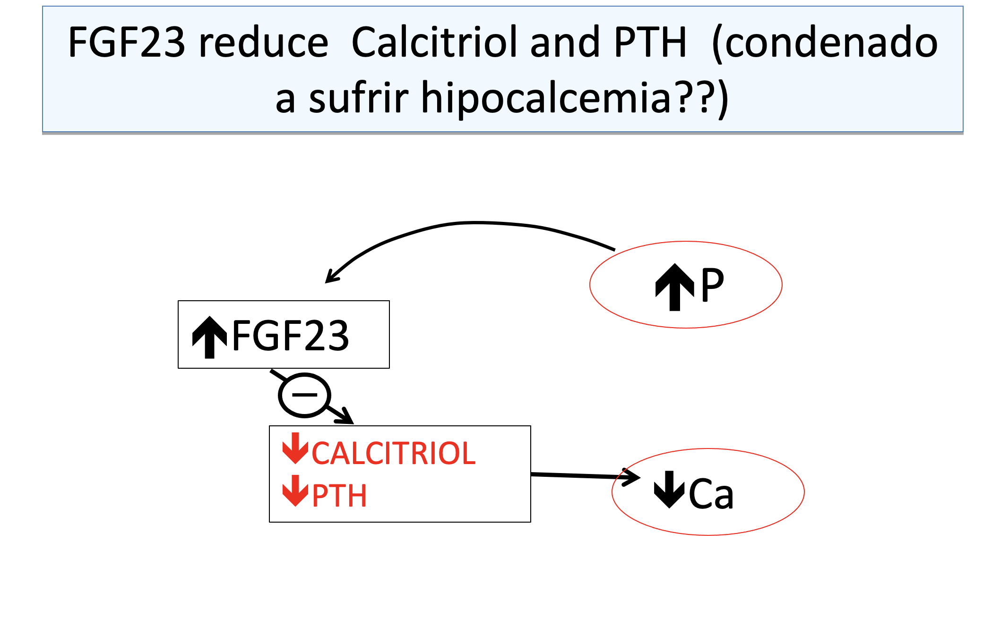 FGF23 reduce  Calcitriol and PTH  (condenado
a sufrir hipocalcemia??)
↑P
↑FGF23
—
↓CALCITRIOL
↓PTH
↓Ca